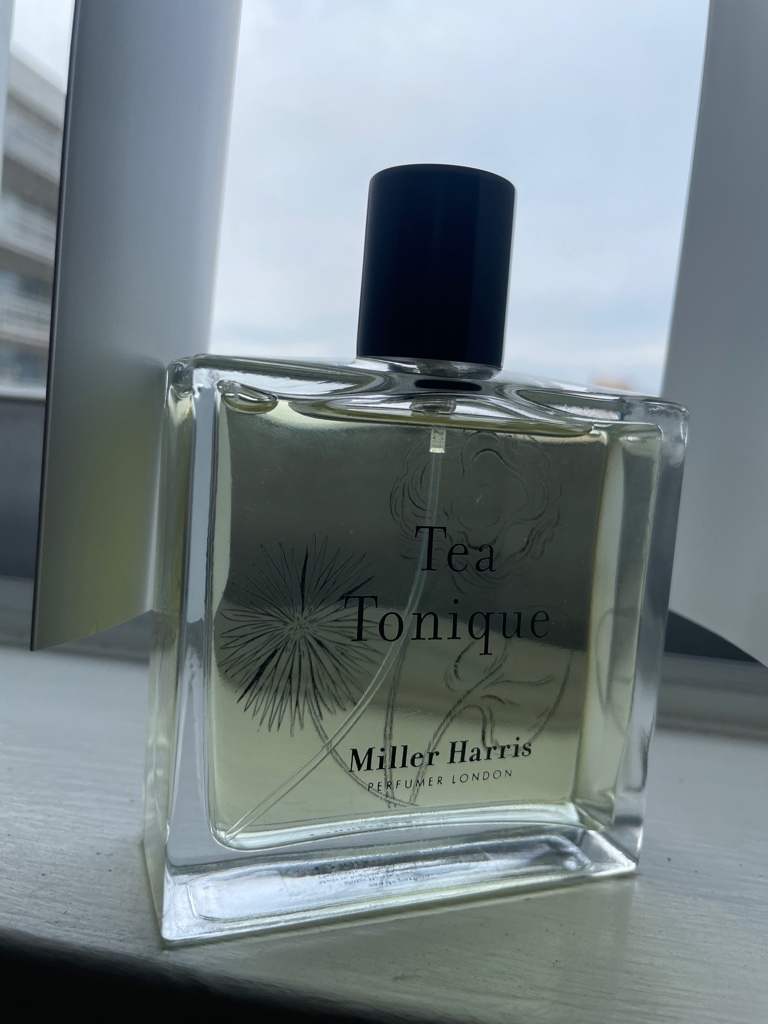 Tea
Tonique
Miller Harris
PERFUMER LONDON